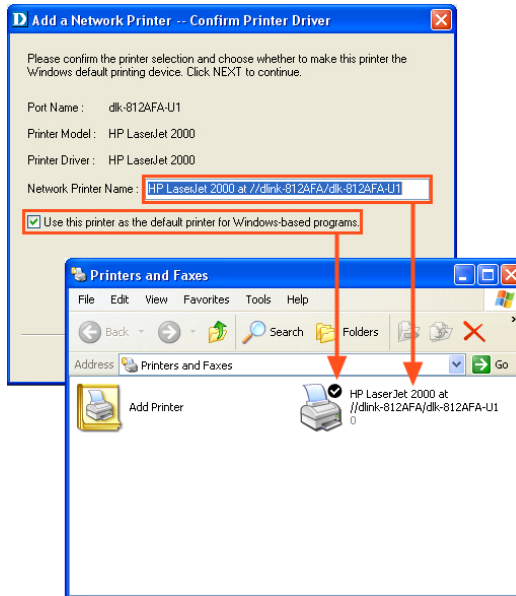 D Add a Network Printer -- Confirm Printer Driver
Please confirm the printer selection and choose whether to make this printer the
Windows default printing device. Click NEXT to continue.
Port Name : dlk-812AFA-U1
Printer Model : HP LaserJet 2000
Printer Driver : HP LaserJet 2000
Network Printer Name : HP LaserJet 2000 at //dlink-812AFA/dlk-812AFA-U1
Use this printer as the default printer for Windows-based programs.
Printers and Faxes
File Edit View Favorites Tools Help
Back Search Folders »
Address Printers and Faxes Go
Add Printer
HP LaserJet 2000 at
//dlink-812AFA/dlk-812AFA-U1
0